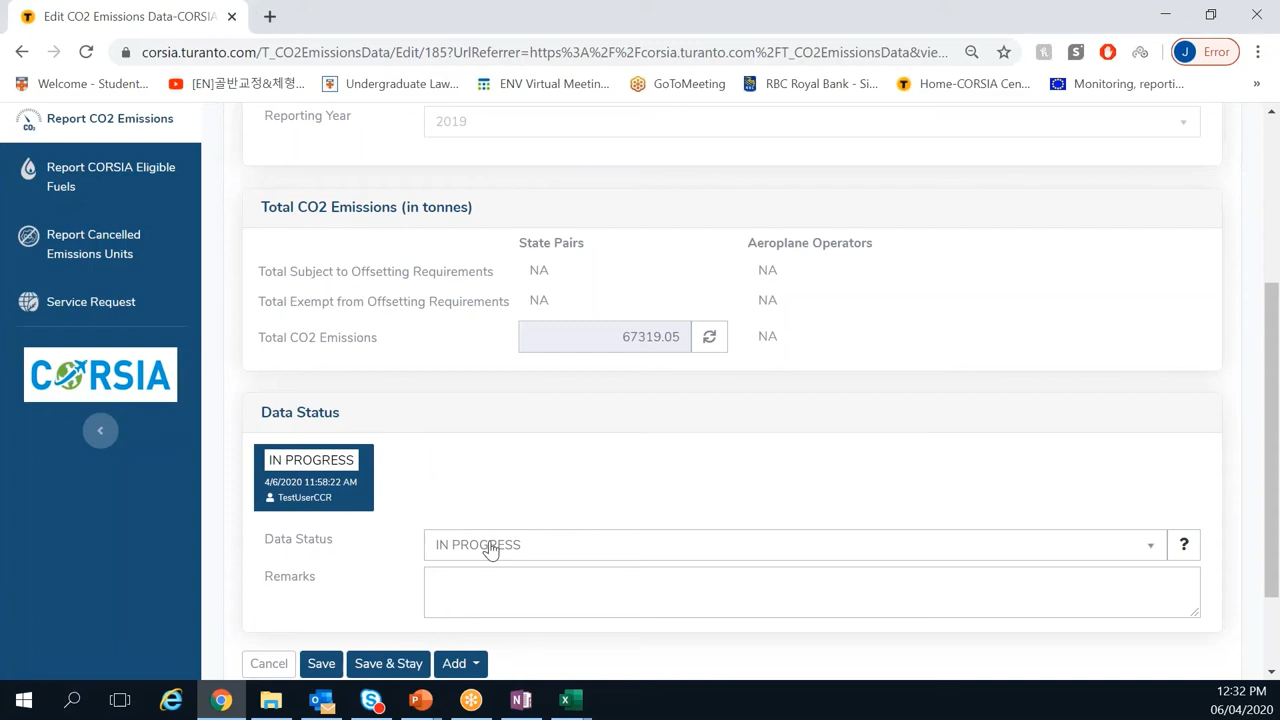 Edit CO2 Emissions Data-CORSIA
corsia.turanto.com/T_CO2EmissionsData/Edit/185?UrlReferrer=https%3A%2F%2Fcorsia.turanto.com%2FT_CO2EmissionsData&vie...
J Error
Welcome - Student...
[EN]골반교정&체형...
Undergraduate Law...
ENV Virtual Meetin...
GoToMeeting
RBC Royal Bank - Si...
Home-CORSIA Cen...
Monitoring, reporti...
»
CO2
Report CO2 Emissions
Report CORSIA Eligible
Fuels
Report Cancelled
Emissions Units
Service Request
CORSIA
Reporting Year
2019
Total CO2 Emissions (in tonnes)
State Pairs
Aeroplane Operators
Total Subject to Offsetting Requirements NA NA
Total Exempt from Offsetting Requirements NA NA
Total CO2 Emissions 67319.05 NA
Data Status
IN PROGRESS
4/6/2020 11:58:22 AM
TestUserCCR
Data Status
IN PROGRESS
?
Remarks
Cancel
Save
Save & Stay
Add
12:32 PM
06/04/2020